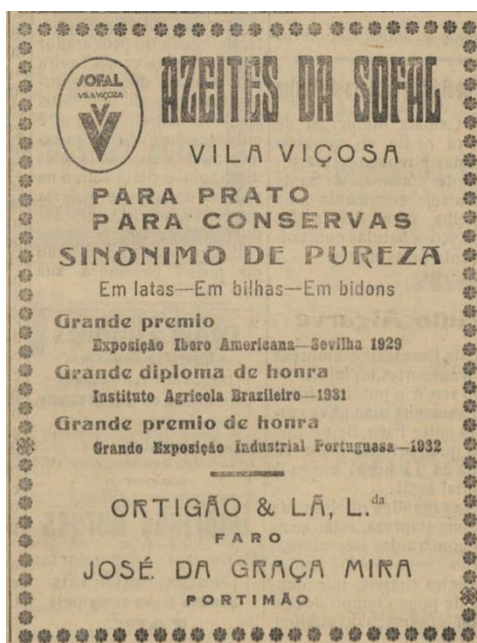 SOFAL
VILA VIÇOZA
AZEITES DA SOFAL
VILA VIÇOSA
PARA PRATO
PARA CONSERVAS
SINONIMO DE PUREZA
Em latas—Em bilhas—Em bidons
Grande premio
Exposição Ibero Americana—Sevilha 1929
Grande diploma de honra
Instituto Agricola Brazileiro—1931
Grande premio de honra
Grande Exposição Industrial Portuguesa—1932
ORTIGÃO & LÃ, L.da
FARO
JOSÉ DA GRAÇA MIRA
PORTIMÃO